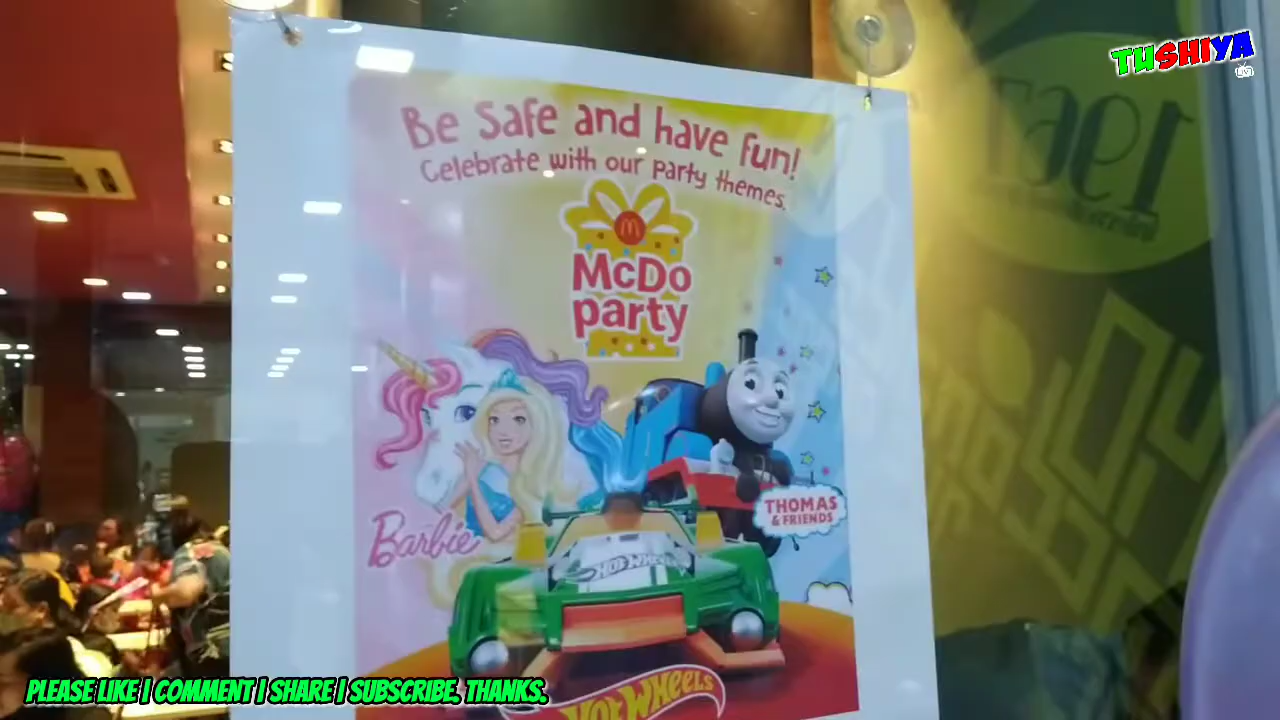 TUSHIYA
Be Safe and have fun!
Celebrate with our party themes.
McDo
party
Barbie
THOMAS
& FRIENDS
HOT WHEELS
HOT WHEELS
PLEASE LIKE | COMMENT | SHARE | SUBSCRIBE. THANKS.